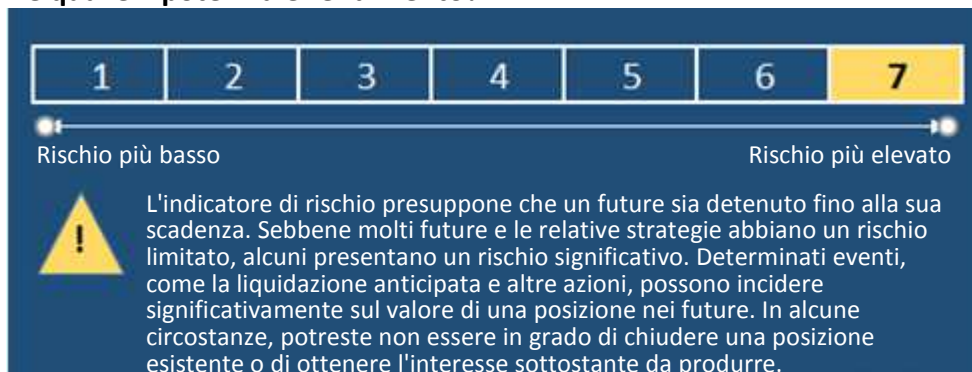 1 2 3 4 5 6 7
Rischio più basso Rischio più elevato
!
L'indicatore di rischio presuppone che un future sia detenuto fino alla sua
scadenza. Sebbene molti future e le relative strategie abbiano un rischio
limitato, alcuni presentano un rischio significativo. Determinati eventi,
come la liquidazione anticipata e altre azioni, possono incidere
significativamente sul valore di una posizione nei future. In alcune
circostanze, potreste non essere in grado di chiudere una posizione
esistente o di ottenere l'interesse sottostante da produrre.